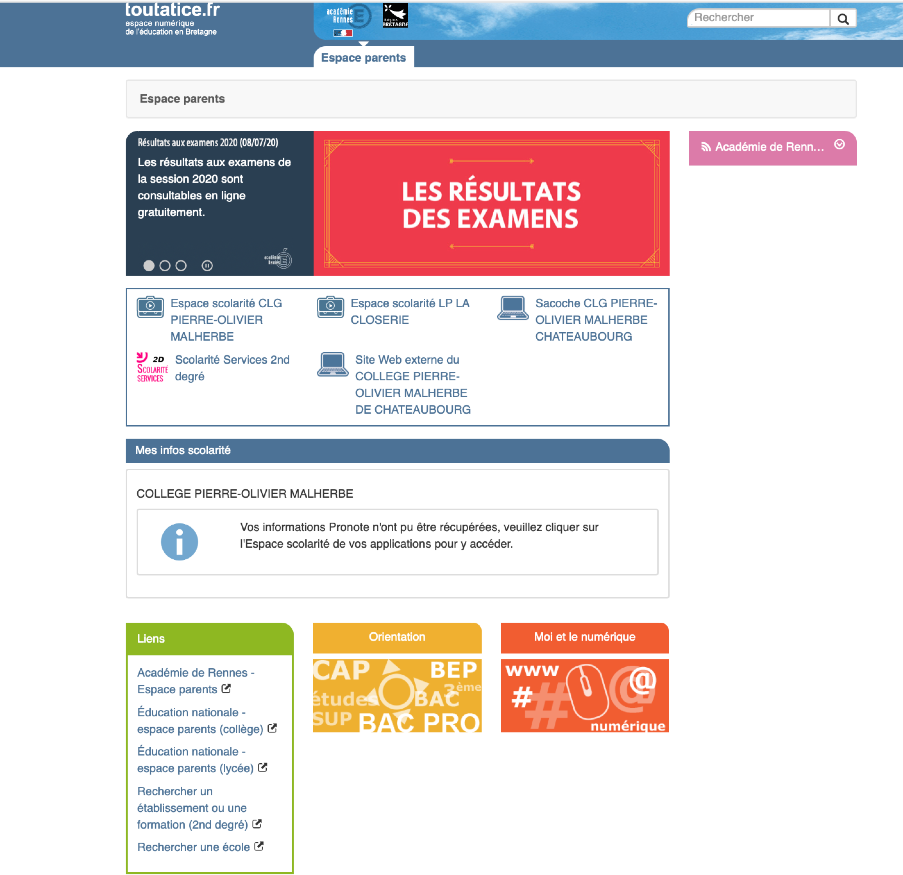 toutatice.fr
espace numérique
de l'éducation en Bretagne
académie
Rennes
BRETAGNE
Rechercher
Espace parents
Espace parents
Résultats aux examens 2020 (08/07/20)
Les résultats aux examens de
la session 2020 sont
consultables en ligne
gratuitement.
LES RÉSULTATS
DES EXAMENS
Académie de Renn...
Espace scolarité CLG
PIERRE-OLIVIER
MALHERBE
Espace scolarité LP LA
CLOSERIE
Sacoche CLG PIERRE-
OLIVIER MALHERBE
CHATEAUBOURG
2D
SCOLARITÉ
SERVICES
Scolarité Services 2nd
degré
Site Web externe du
COLLEGE PIERRE-
OLIVIER MALHERBE
DE CHATEAUBOURG
Mes infos scolarité
COLLEGE PIERRE-OLIVIER MALHERBE
Vos informations Pronote n'ont pu être récupérées, veuillez cliquer sur
l'Espace scolarité de vos applications pour y accéder.
Liens
Académie de Rennes -
Espace parents
Éducation nationale -
espace parents (collège)
Éducation nationale -
espace parents (lycée)
Rechercher un
établissement ou une
formation (2nd degré)
Rechercher une école
Orientation
CAP
BEP
3ème
études
BAC
SUP
BAC PRO
Moi et le numérique
www
@
# #
numérique